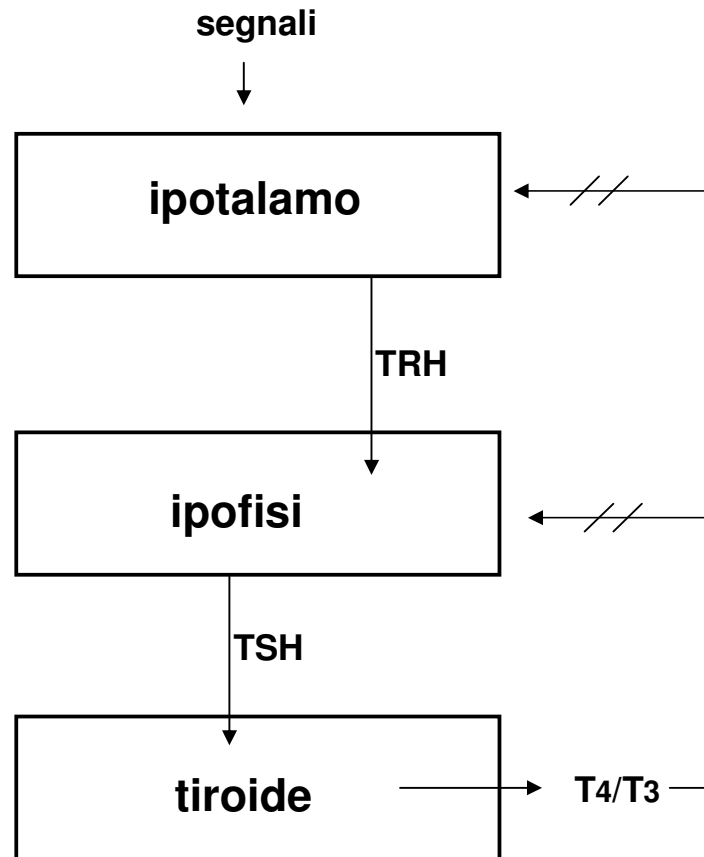 segnali
ipotalamo
TRH
ipofisi
TSH
tiroide
T4/T3